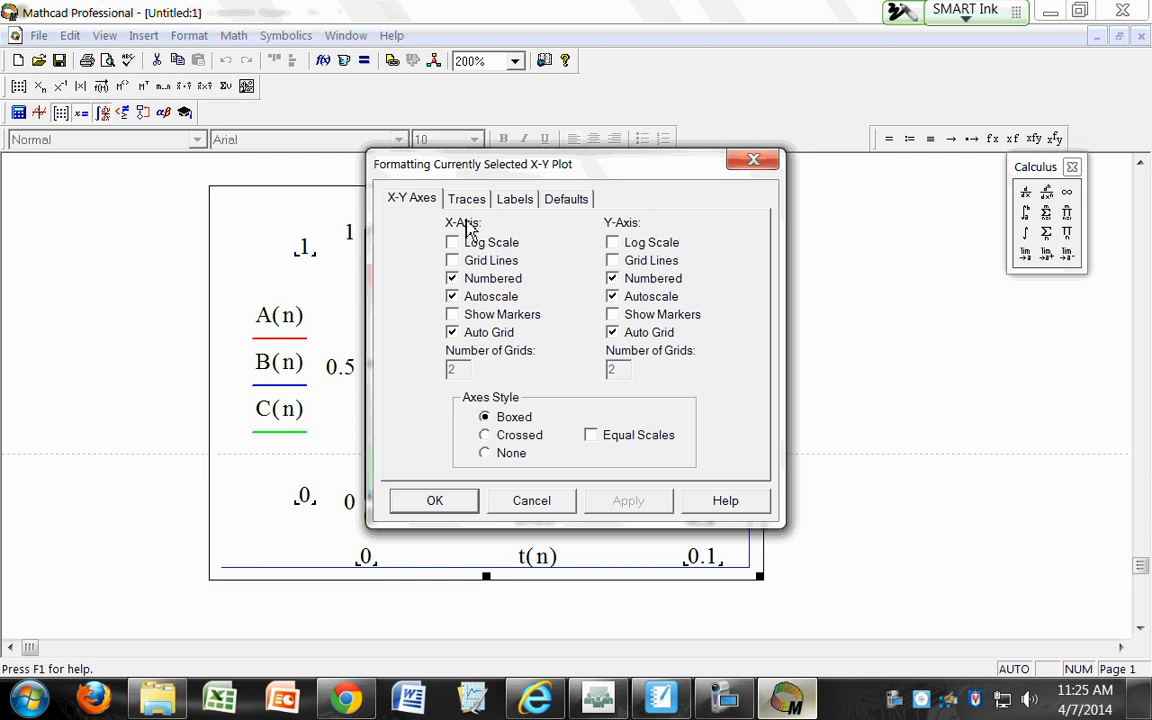 Mathcad Professional - [Untitled:1]
SMART Ink
File Edit View Insert Format Math Symbolics Window Help
200%
Normal Arial 10 B I U
Formatting Currently Selected X-Y Plot
Calculus
X-Y Axes Traces Labels Defaults
X-Axis: Y-Axis:
Log Scale Log Scale
Grid Lines Grid Lines
Numbered Numbered
Autoscale Autoscale
Show Markers Show Markers
Auto Grid Auto Grid
Number of Grids: Number of Grids:
2 2
Axes Style
Boxed
Crossed Equal Scales
None
OK Cancel Apply Help
1 1
A(n)
B(n) 0.5
C(n)
0 0
0 t(n) 0.1
Press F1 for help. AUTO NUM Page 1
11:25 AM
4/7/2014